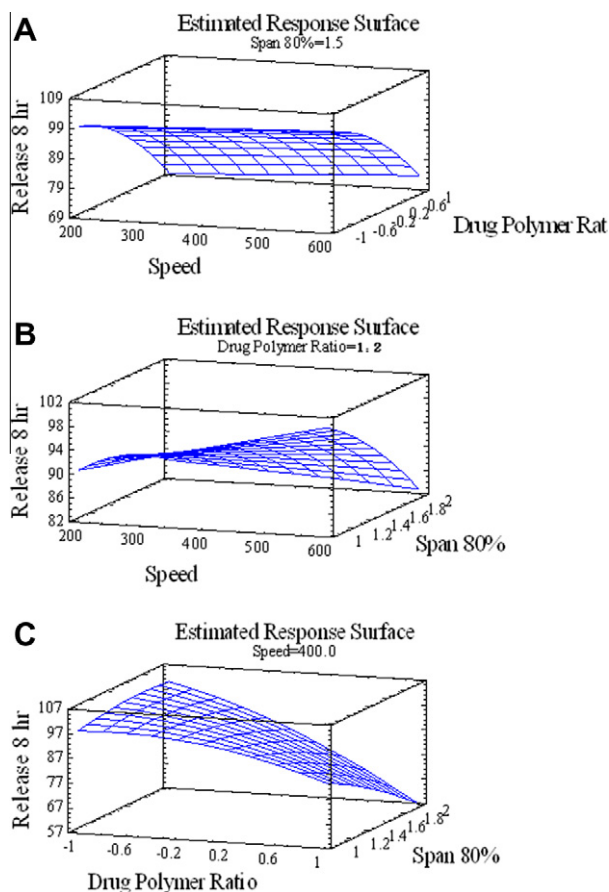 A
Estimated Response Surface
Span 80%=1.5
109
99
89
79
69
Release 8 hr
200 300 400 500 600
Speed
-1 -0.6 -0.2 0.2 0.6 1
Drug Polymer Rat
B
Estimated Response Surface
Drug Polymer Ratio=1:2
102
98
94
90
86
82
Release 8 hr
200 300 400 500 600
Speed
1 1.2 1.4 1.6 1.8 2
Span 80%
C
Estimated Response Surface
Speed=400.0
107
97
87
77
67
57
Release 8 hr
-1 -0.6 -0.2 0.2 0.6 1
Drug Polymer Ratio
1 1.2 1.4 1.6 1.8 2
Span 80%